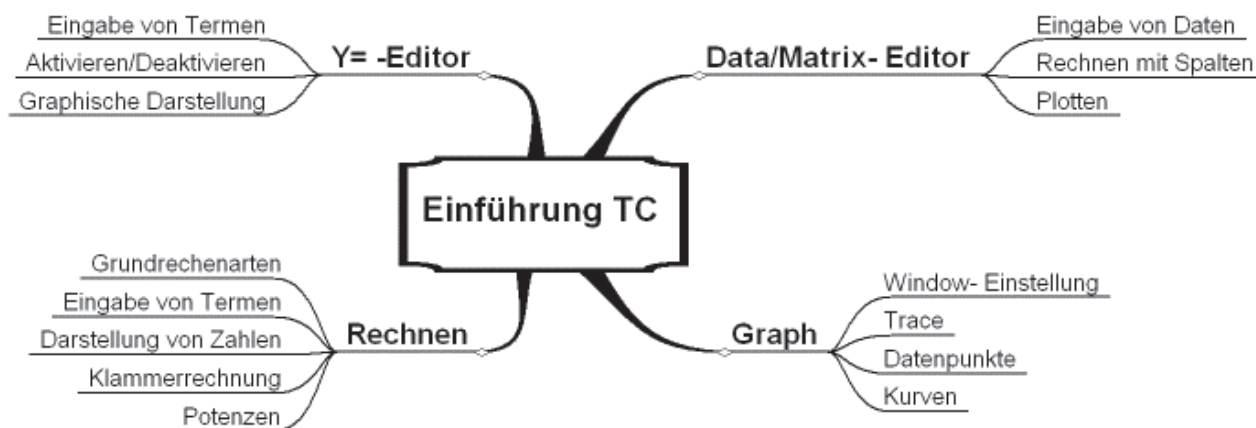 Eingabe von Termen
Aktivieren/Deaktivieren
Graphische Darstellung
Y= -Editor
Data/Matrix- Editor
Eingabe von Daten
Rechnen mit Spalten
Plotten
Einführung TC
Grundrechenarten
Eingabe von Termen
Darstellung von Zahlen
Klammerrechnung
Potenzen
Rechnen
Graph
Window- Einstellung
Trace
Datenpunkte
Kurven